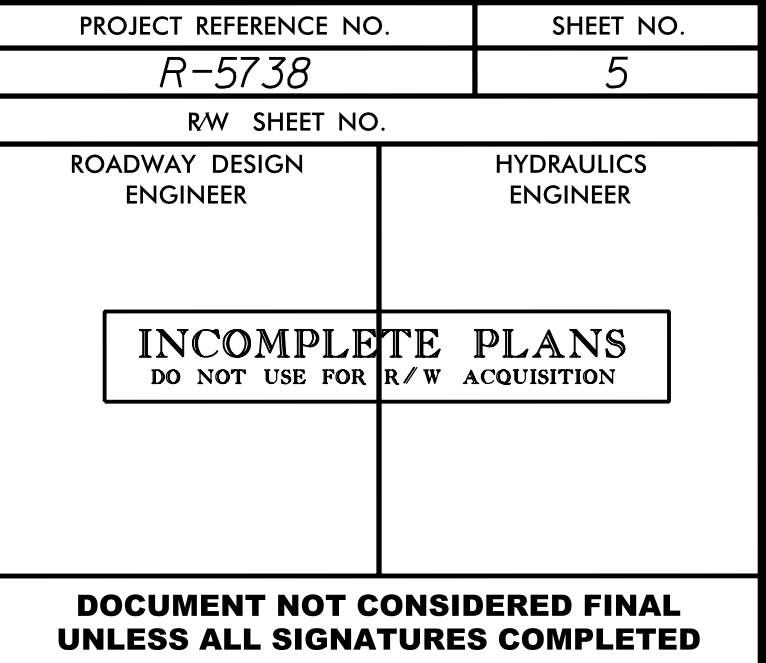 PROJECT REFERENCE NO. SHEET NO.
R-5738 5
R/W SHEET NO.
ROADWAY DESIGN ENGINEER
HYDRAULICS ENGINEER
INCOMPLETE PLANS
DO NOT USE FOR R/W ACQUISITION
DOCUMENT NOT CONSIDERED FINAL
UNLESS ALL SIGNATURES COMPLETED